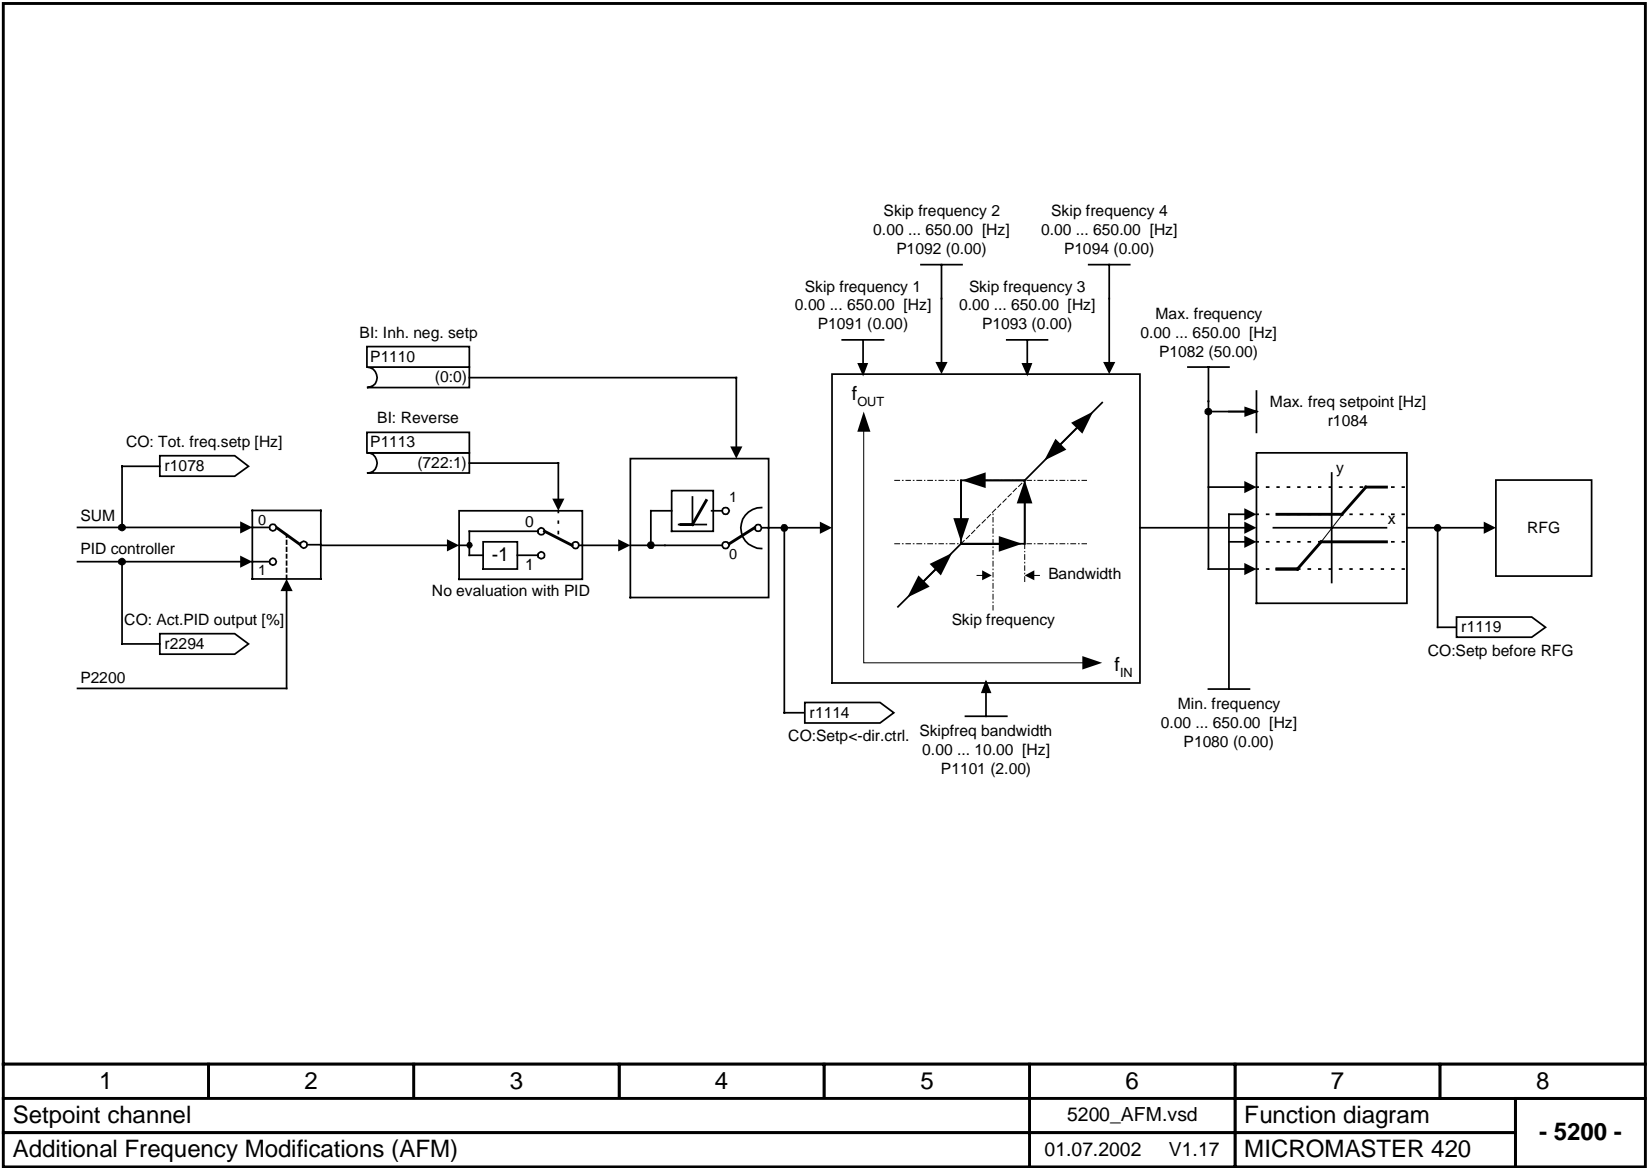 Skip frequency 2
0.00 ... 650.00 [Hz]
P1092 (0.00)
Skip frequency 4
0.00 ... 650.00 [Hz]
P1094 (0.00)
Skip frequency 1
0.00 ... 650.00 [Hz]
P1091 (0.00)
Skip frequency 3
0.00 ... 650.00 [Hz]
P1093 (0.00)
Max. frequency
0.00 ... 650.00 [Hz]
P1082 (50.00)
BI: Inh. neg. setp
P1110
(0:0)
BI: Reverse
P1113
(722:1)
CO: Tot. freq.setp [Hz]
r1078
SUM
PID controller
0
1
CO: Act.PID output [%]
r2294
P2200
0
-1
1
No evaluation with PID
1
0
fOUT
Bandwidth
Skip frequency
fIN
Max. freq setpoint [Hz]
r1084
y
x
RFG
r1119
CO:Setp before RFG
r1114
CO:Setp<-dir.ctrl.
Skipfreq bandwidth
0.00 ... 10.00 [Hz]
P1101 (2.00)
Min. frequency
0.00 ... 650.00 [Hz]
P1080 (0.00)
1 2 3 4 5 6 7 8
Setpoint channel
5200_AFM.vsd
Function diagram
- 5200 -
Additional Frequency Modifications (AFM)
01.07.2002 V1.17
MICROMASTER 420